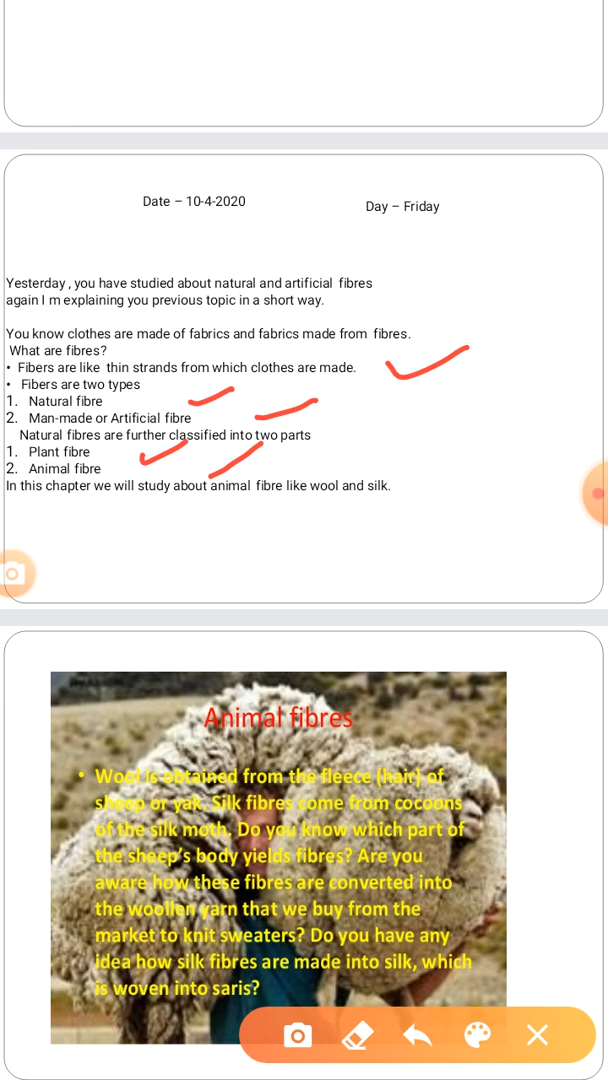 Date – 10-4-2020
Day – Friday
Yesterday , you have studied about natural and artificial fibres
again I m explaining you previous topic in a short way.
You know clothes are made of fabrics and fabrics made from fibres.
What are fibres?
• Fibers are like thin strands from which clothes are made.
• Fibers are two types
1. Natural fibre
2. Man-made or Artificial fibre
Natural fibres are further classified into two parts
1. Plant fibre
2. Animal fibre
In this chapter we will study about animal fibre like wool and silk.
Animal fibres
• Wool is obtained from the fleece (hair) of
sheep or yak. Silk fibres come from cocoons
of the silk moth. Do you know which part of
the sheep's body yields fibres? Are you
aware how these fibres are converted into
the woollen yarn that we buy from the
market to knit sweaters? Do you have any
idea how silk fibres are made into silk, which
is woven into saris?